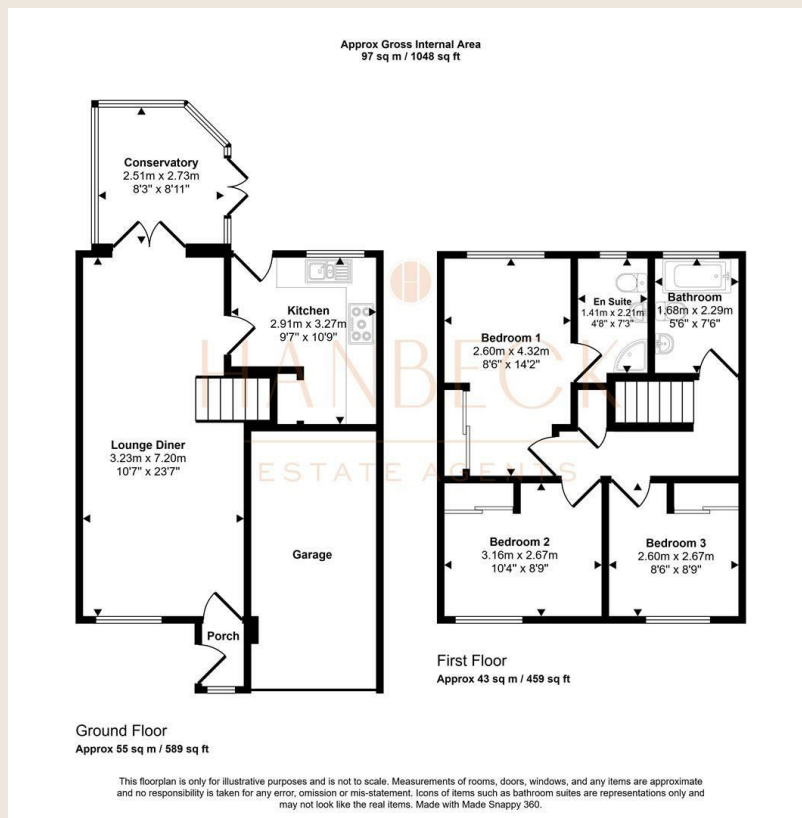 Approx Gross Internal Area
97 sq m / 1048 sq ft
Conservatory
2.51m x 2.73m
8'3" x 8'11"
Kitchen
2.91m x 3.27m
9'7" x 10'9"
Lounge Diner
3.23m x 7.20m
10'7" x 23'7"
Garage
Porch
Ground Floor
Approx 55 sq m / 589 sq ft
Bedroom 1
2.60m x 4.32m
8'6" x 14'2"
En Suite
1.41m x 2.21m
4'8" x 7'3"
Bathroom
1.68m x 2.29m
5'6" x 7'6"
Bedroom 2
3.16m x 2.67m
10'4" x 8'9"
Bedroom 3
2.60m x 2.67m
8'6" x 8'9"
First Floor
Approx 43 sq m / 459 sq ft
HANBECK
ESTATE AGENTS
This floorplan is only for illustrative purposes and is not to scale. Measurements of rooms, doors, windows, and any items are approximate
and no responsibility is taken for any error, omission or mis-statement. Icons of items such as bathroom suites are representations only and
may not look like the real items. Made with Made Snappy 360.